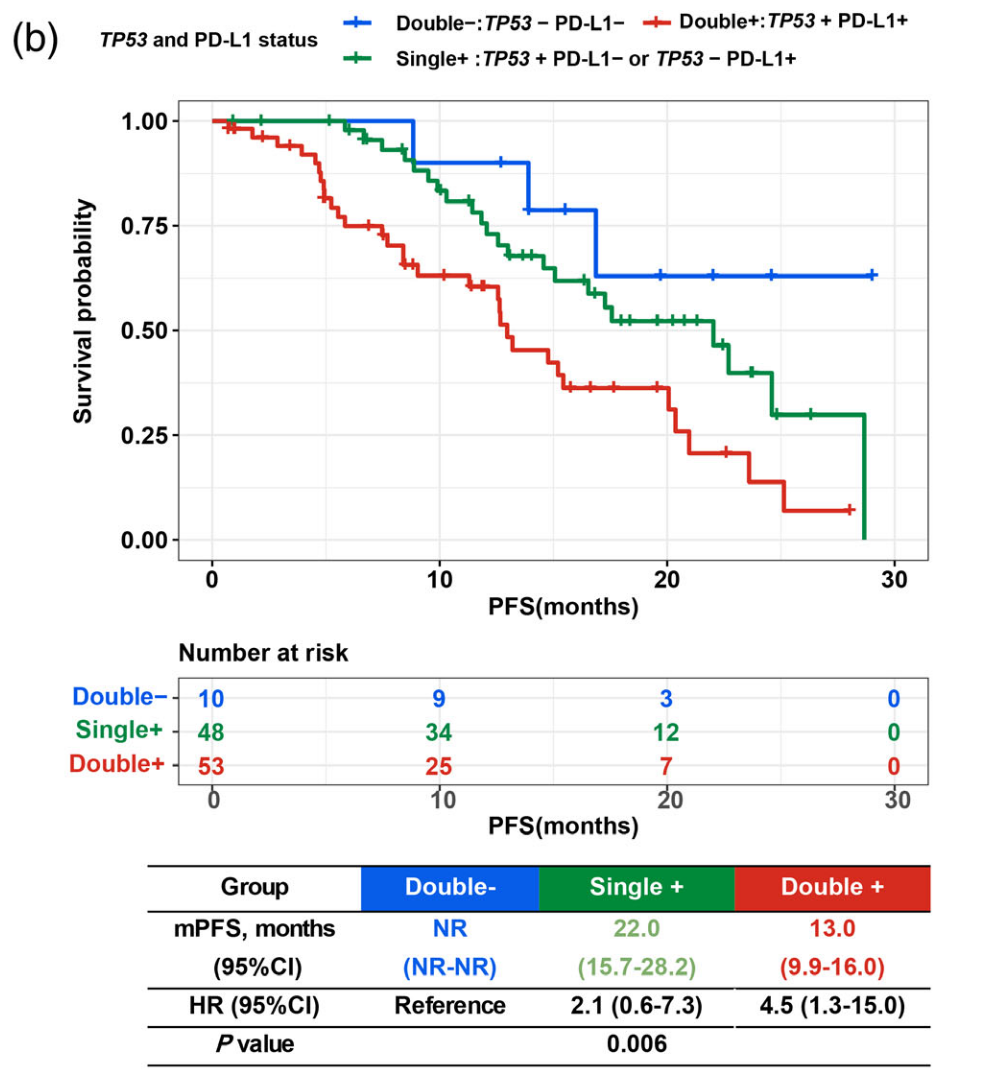 (b)
TP53 and PD-L1 status
Double−:TP53 − PD-L1− Double+:TP53 + PD-L1+
Single+ :TP53 + PD-L1− or TP53 − PD-L1+
Survival probability
1.00
0.75
0.50
0.25
0.00
0 10 20 30
PFS(months)
Number at risk
Double− 10 9 3 0
Single+ 48 34 12 0
Double+ 53 25 7 0
0 10 20 30
PFS(months)
Group Double- Single + Double +
mPFS, months NR 22.0 13.0
(95%CI) (NR-NR) (15.7-28.2) (9.9-16.0)
HR (95%CI) Reference 2.1 (0.6-7.3) 4.5 (1.3-15.0)
P value 0.006